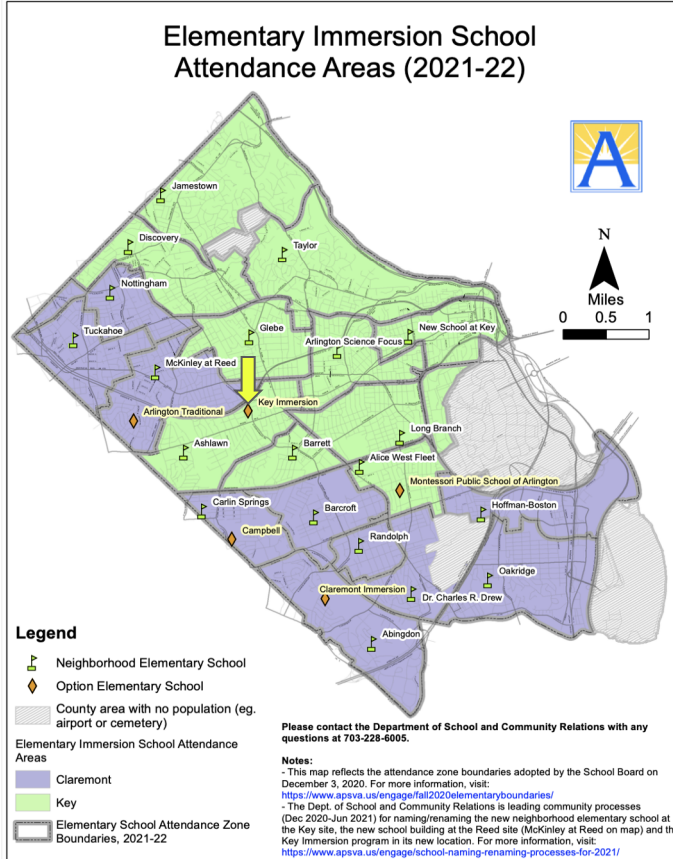 Elementary Immersion School
Attendance Areas (2021-22)
A
Jamestown
Discovery
Taylor
N
Nottingham
Miles
0 0.5 1
Tuckahoe
Glebe
New School at Key
Arlington Science Focus
McKinley at Reed
Key Immersion
Arlington Traditional
Long Branch
Ashlawn
Barrett
Alice West Fleet
Montessori Public School of Arlington
Carlin Springs
Barcroft
Hoffman-Boston
Campbell
Randolph
Oakridge
Claremont Immersion
Dr. Charles R. Drew
Abingdon
Legend
Neighborhood Elementary School
Option Elementary School
County area with no population (eg.
airport or cemetery)
Elementary Immersion School Attendance
Areas
Claremont
Key
Elementary School Attendance Zone
Boundaries, 2021-22
Please contact the Department of School and Community Relations with any
questions at 703-228-6005.
Notes:
- This map reflects the attendance zone boundaries adopted by the School Board on
December 3, 2020. For more information, visit:
https://www.apsva.us/engage/fall2020elementaryboundaries/
- The Dept. of School and Community Relations is leading community processes
(Dec 2020-Jun 2021) for naming/renaming the new neighborhood elementary school at
the Key site, the new school building at the Reed site (McKinley at Reed on map) and th
Key Immersion program in its new location. For more information, visit:
https://www.apsva.us/engage/school-naming-renaming-processes-for-2021/